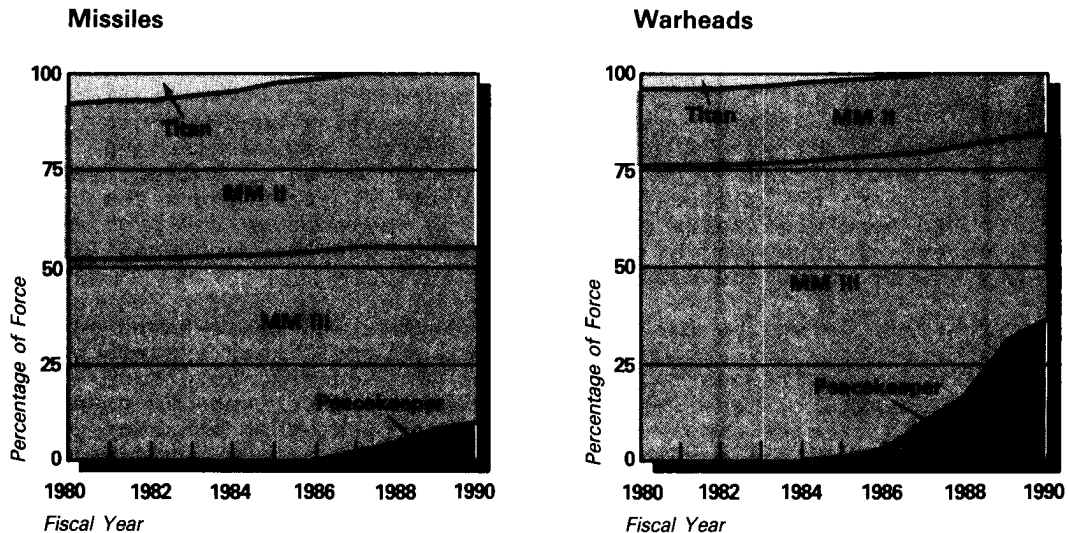 Missiles
Warheads
100
75
50
25
0
Percentage of Force
Titan
MM II
MM III
Peacekeeper
1980 1982 1984 1986 1988 1990
Fiscal Year
100
75
50
25
0
Percentage of Force
Titan
MM II
MM III
Peacekeeper
1980 1982 1984 1986 1988 1990
Fiscal Year